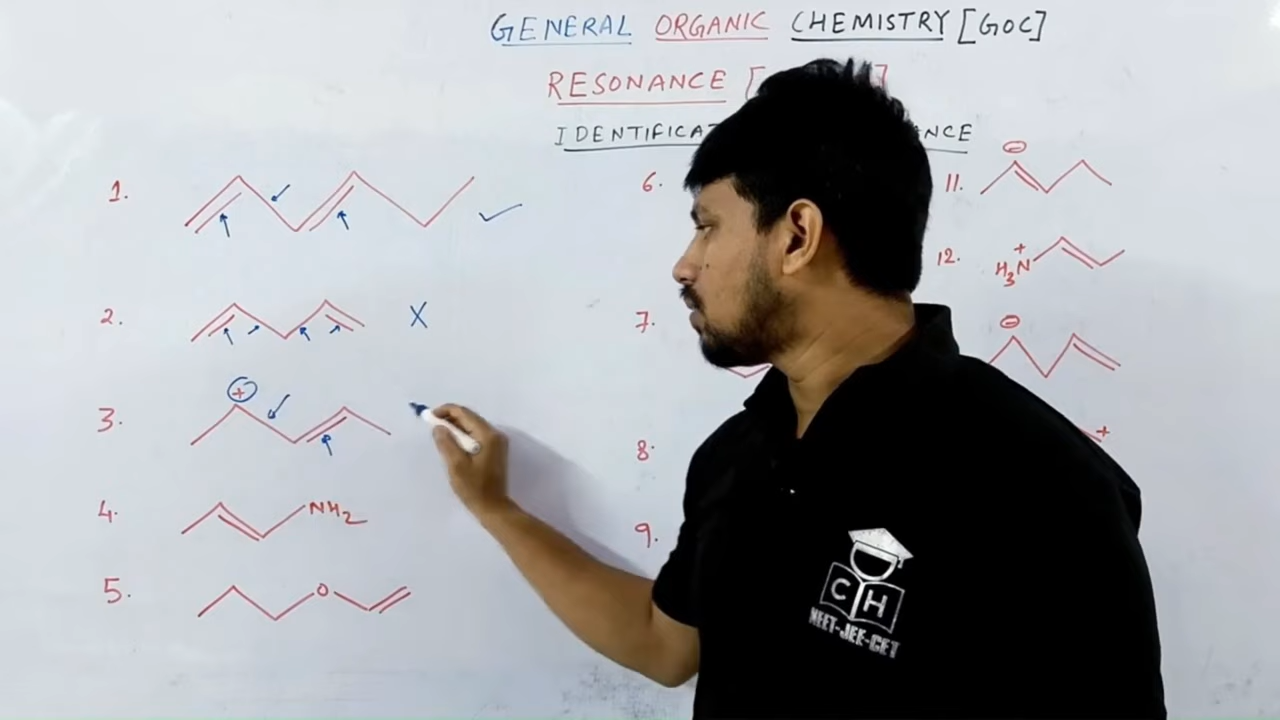 GENERAL ORGANIC CHEMISTRY [GOC]
RESONANCE [ ]
IDENTIFICAT NCE
1.
2. X
3. +
4. NH2
5. O
6.
7.
8. +
9.
11. −
12. H3N+
−
CH
NEET-JEE-CET